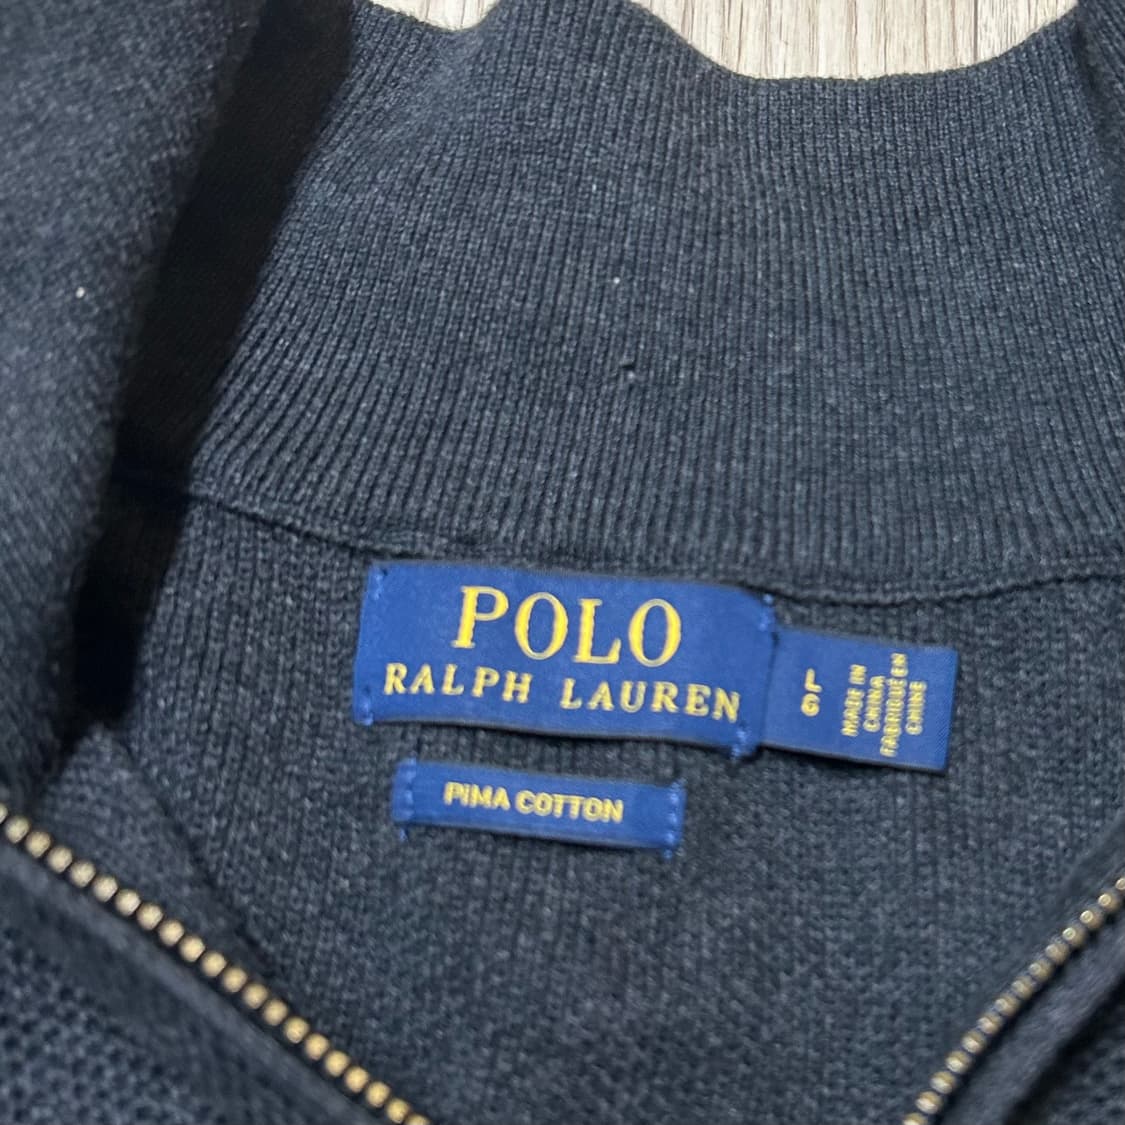 POLO
RALPH LAUREN
L
G
MADE IN
CHINA
FABRIQUÉ EN
CHINE
PIMA COTTON